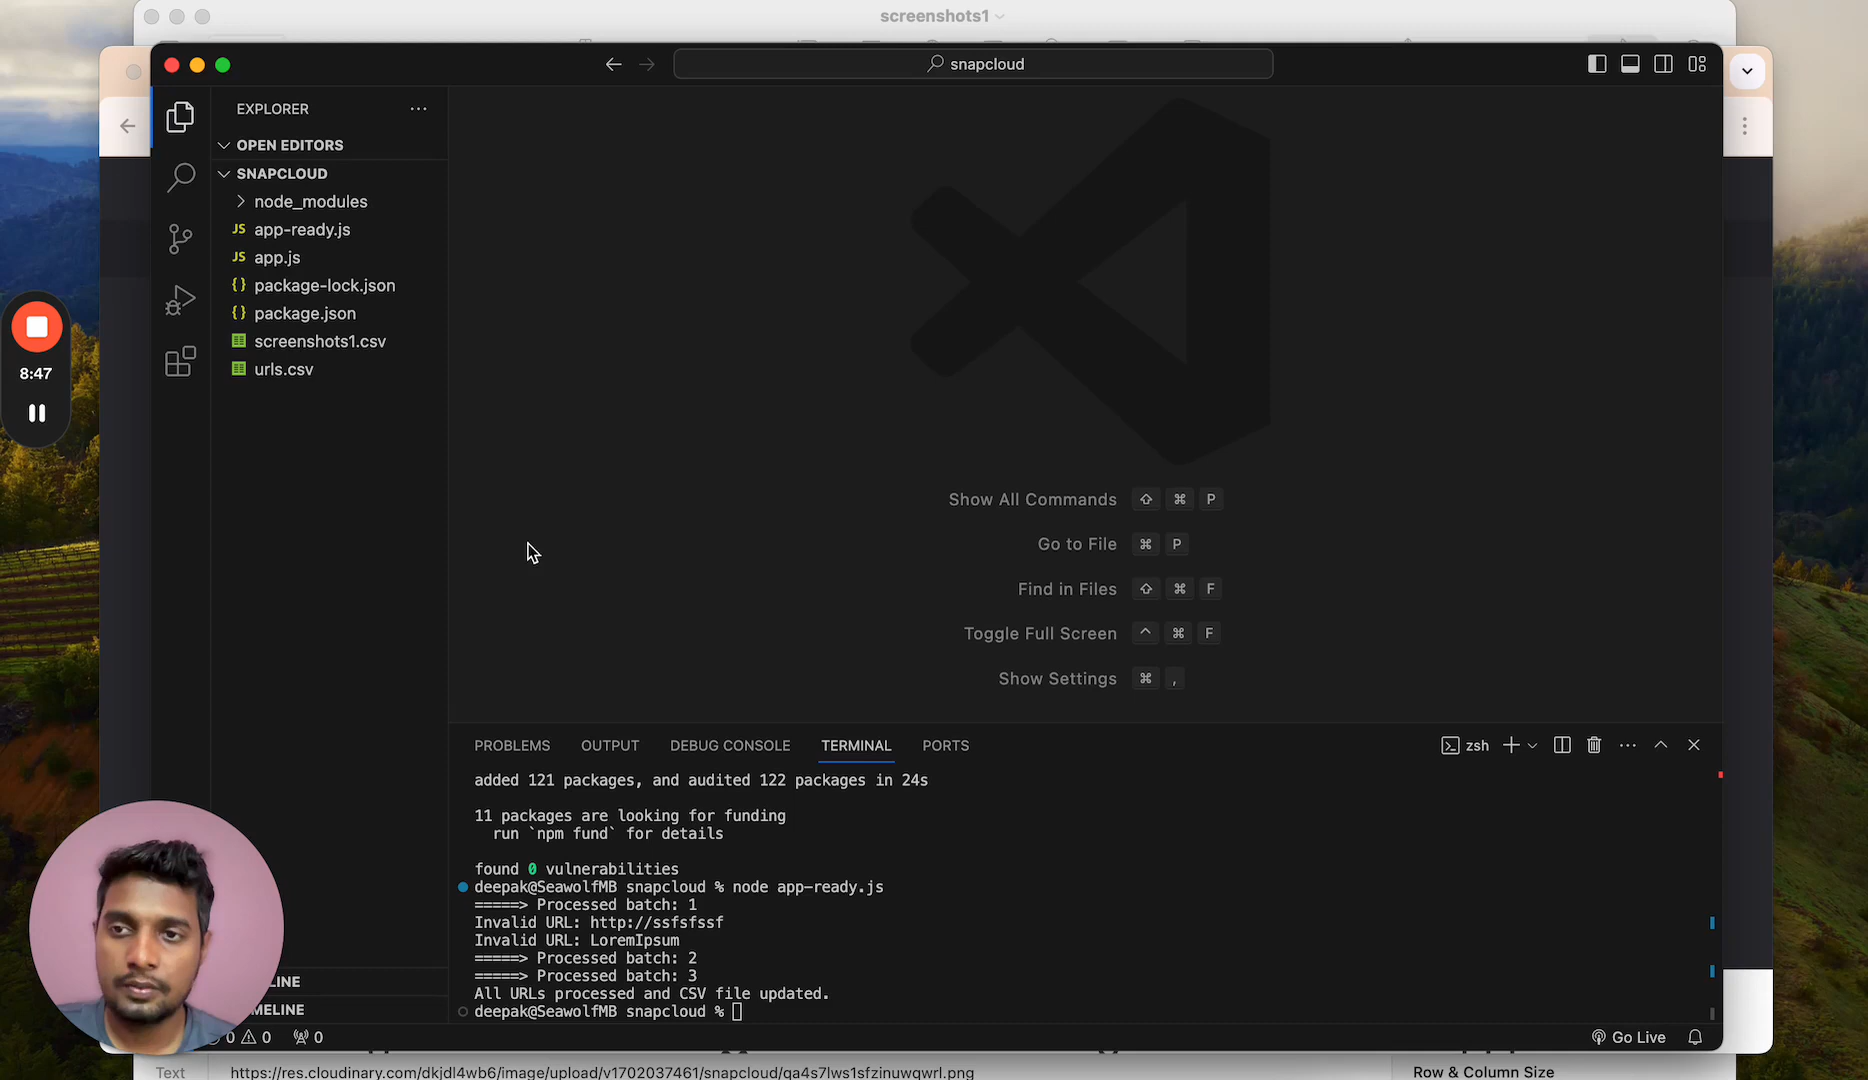 screenshots1
snapcloud
EXPLORER
OPEN EDITORS
SNAPCLOUD
node_modules
JS app-ready.js
JS app.js
{} package-lock.json
{} package.json
screenshots1.csv
urls.csv
8:47
Show All Commands ⇧ ⌘ P
Go to File ⌘ P
Find in Files ⇧ ⌘ F
Toggle Full Screen ^ ⌘ F
Show Settings ⌘ ,
PROBLEMS OUTPUT DEBUG CONSOLE TERMINAL PORTS
zsh
added 121 packages, and audited 122 packages in 24s
11 packages are looking for funding
run `npm fund` for details
found 0 vulnerabilities
deepak@SeawolfMB snapcloud % node app-ready.js
=====> Processed batch: 1
Invalid URL: http://ssfsfssf
Invalid URL: LoremIpsum
=====> Processed batch: 2
=====> Processed batch: 3
All URLs processed and CSV file updated.
deepak@SeawolfMB snapcloud %
LINE
MELINE
0 0 0
Go Live
Text
https://res.cloudinary.com/dkjdl4wb6/image/upload/v1702037461/snapcloud/qa4s7lws1sfzinuwqwrl.png
Row & Column Size